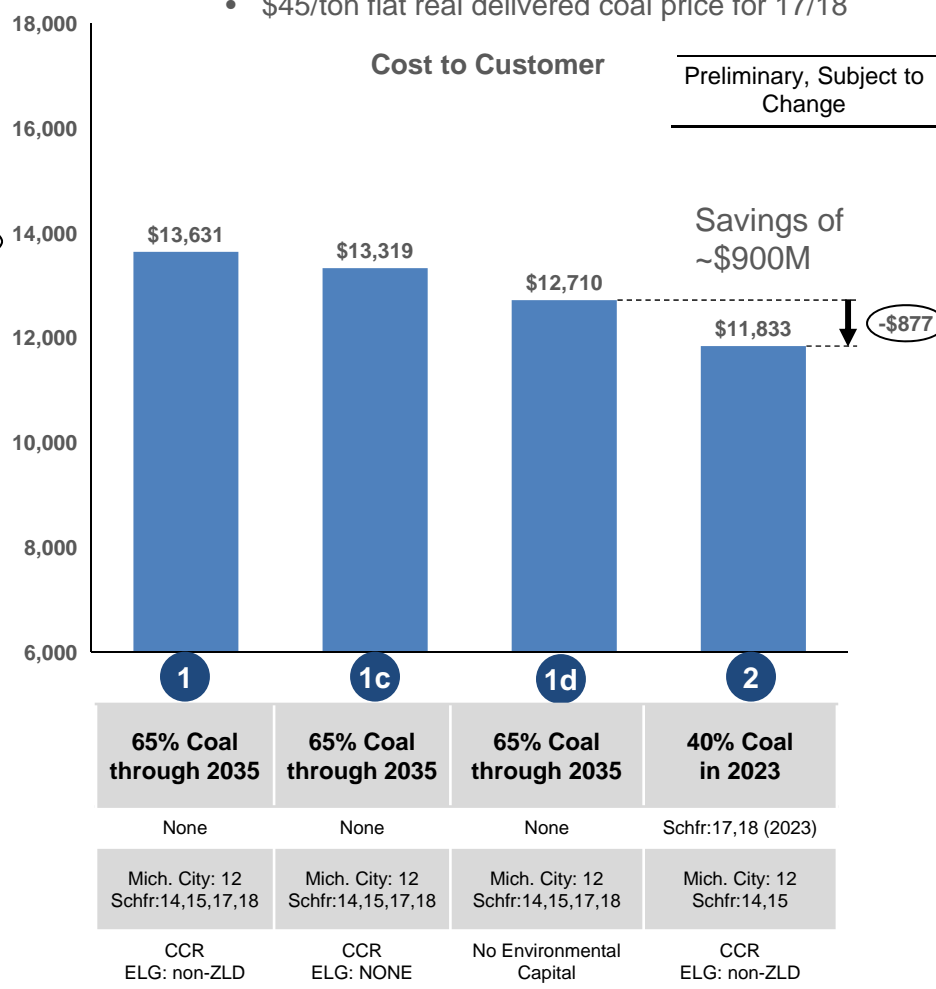 • $45/ton flat real delivered coal price for 17/18
Cost to Customer
Preliminary, Subject to
Change
18,000
16,000
14,000
12,000
10,000
8,000
6,000
$13,631
$13,319
$12,710
$11,833
Savings of
~$900M
-$877
1
1c
1d
2
65% Coal
through 2035
65% Coal
through 2035
65% Coal
through 2035
40% Coal
in 2023
None
None
None
Schfr:17,18 (2023)
Mich. City: 12
Schfr:14,15,17,18
Mich. City: 12
Schfr:14,15,17,18
Mich. City: 12
Schfr:14,15,17,18
Mich. City: 12
Schfr:14,15
CCR
ELG: non-ZLD
CCR
ELG: NONE
No Environmental
Capital
CCR
ELG: non-ZLD